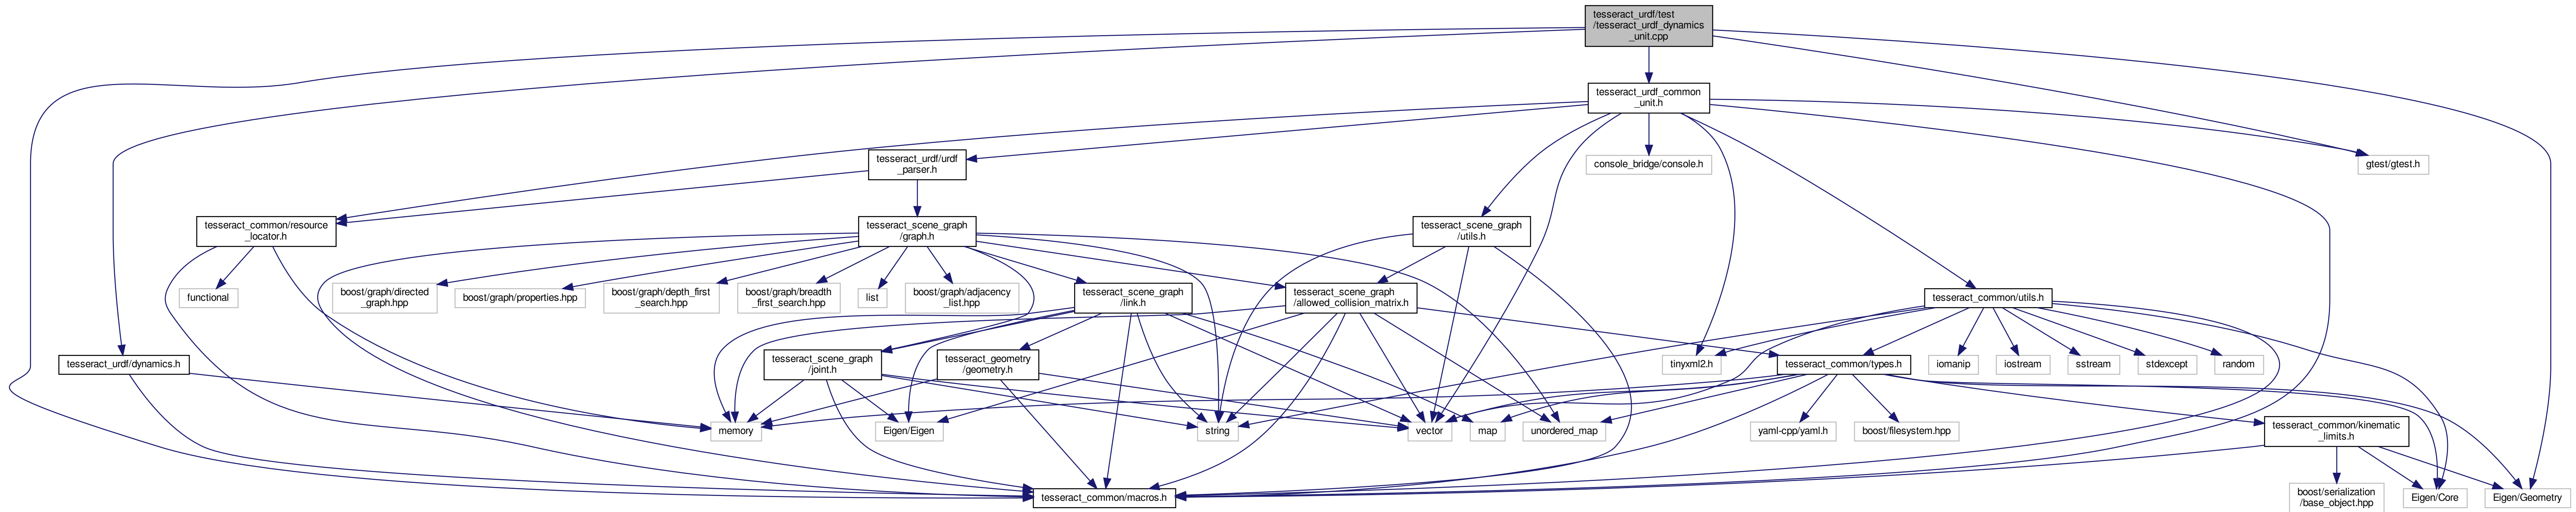 tesseract_urdf/test
/tesseract_urdf_dynamics
_unit.cpp
tesseract_urdf_common
_unit.h
tesseract_urdf/urdf
_parser.h
console_bridge/console.h
gtest/gtest.h
tesseract_common/resource
_locator.h
tesseract_scene_graph
/graph.h
tesseract_scene_graph
/utils.h
functional
boost/graph/directed
_graph.hpp
boost/graph/properties.hpp
boost/graph/depth_first
_search.hpp
boost/graph/breadth
_first_search.hpp
list
boost/graph/adjacency
_list.hpp
tesseract_scene_graph
/link.h
tesseract_scene_graph
/allowed_collision_matrix.h
tesseract_common/utils.h
tesseract_urdf/dynamics.h
tesseract_scene_graph
/joint.h
tesseract_geometry
/geometry.h
tinyxml2.h
tesseract_common/types.h
iomanip
iostream
sstream
stdexcept
random
memory
Eigen/Eigen
string
vector
map
unordered_map
yaml-cpp/yaml.h
boost/filesystem.hpp
tesseract_common/kinematic
_limits.h
tesseract_common/macros.h
boost/serialization
/base_object.hpp
Eigen/Core
Eigen/Geometry